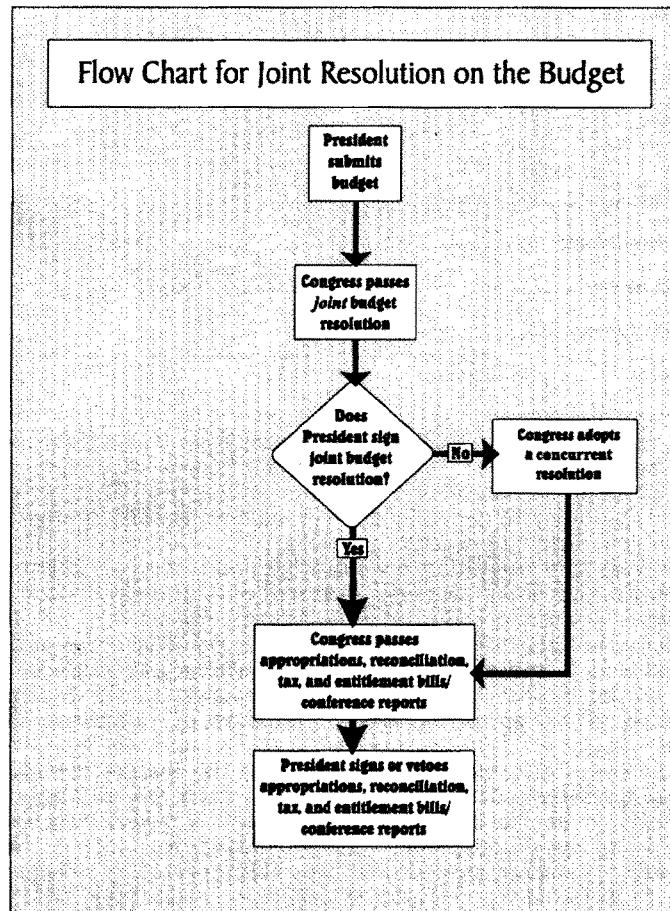 Flow Chart for Joint Resolution on the Budget
President
submits
budget
Congress passes
joint budget
resolution
Does
President sign
joint budget
resolution?
No
Congress adopts
a concurrent
resolution
Yes
Congress passes
appropriations, reconciliation,
tax, and entitlement bills/
conference reports
President signs or vetoes
appropriations, reconciliation,
tax, and entitlement bills/
conference reports